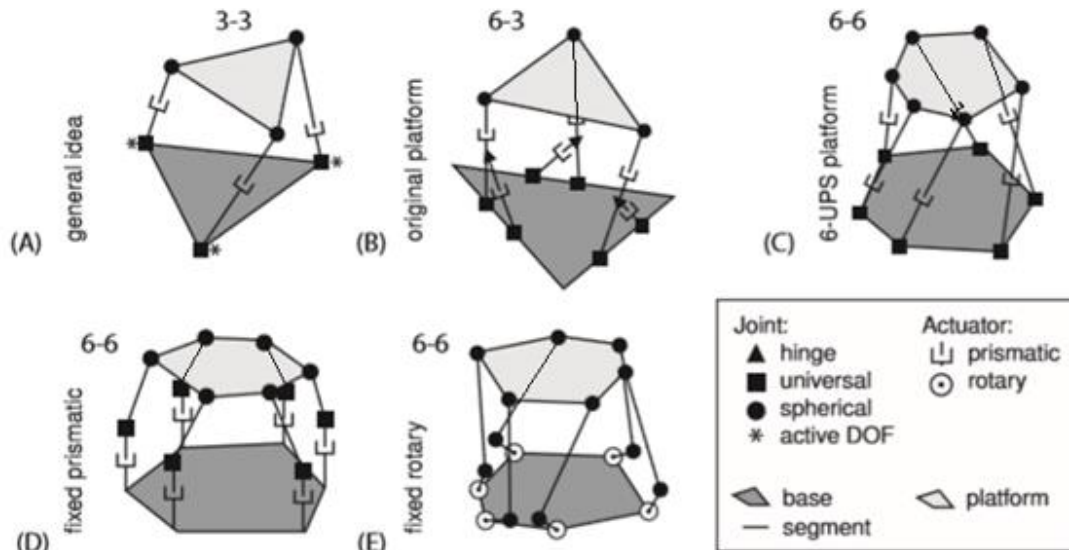 3-3
general idea
(A)
6-3
original platform
(B)
6-6
6-UPS platform
(C)
6-6
fixed prismatic
(D)
6-6
fixed rotary
(E)
Joint:
hinge
universal
spherical
* active DOF
Actuator:
prismatic
rotary
base
segment
platform